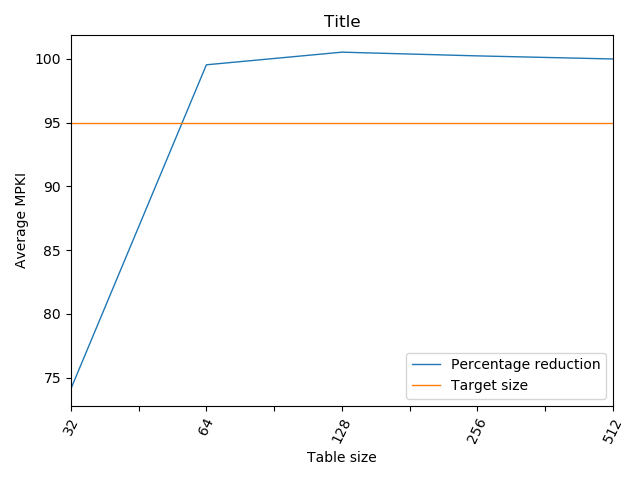 Title
Average MPKI
100
95
90
85
80
75
Percentage reduction
Target size
32
64
128
256
512
Table size